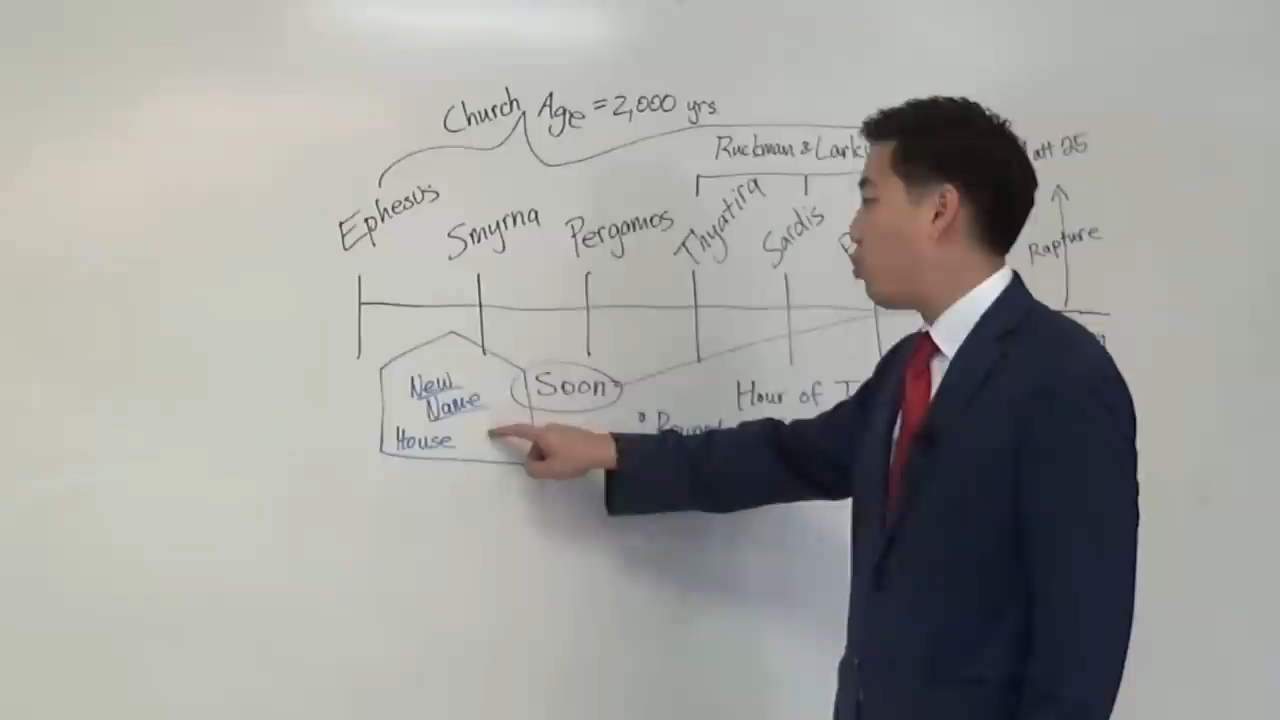 Church Age = 2,000 yrs.
Ruckman & Lark
att 25
Ephesus
Smyrna
Pergamos
Thyatira
Sardis
Rapture
New
Name
House
Soon
Hour of T